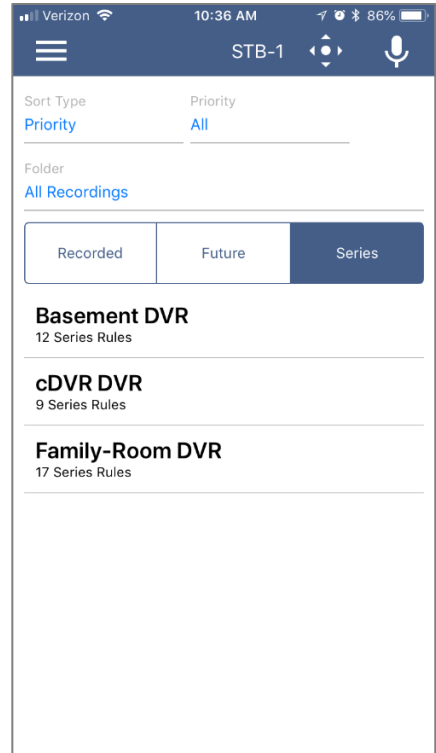 Verizon 10:36 AM 86%
STB-1
Sort Type Priority
Priority All
Folder
All Recordings
Recorded Future Series
Basement DVR
12 Series Rules
cDVR DVR
9 Series Rules
Family-Room DVR
17 Series Rules